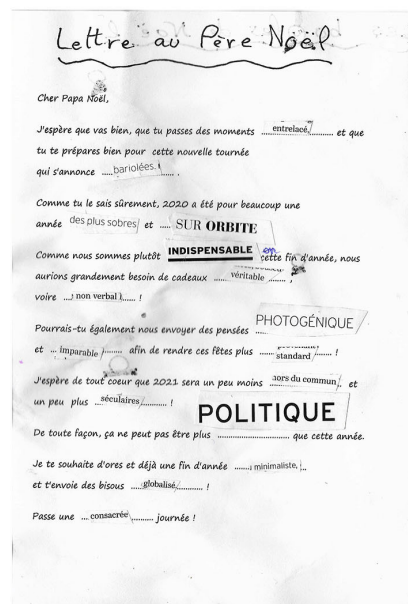 Lettre au Père Noël
Cher Papa Noël,
J'espère que vas bien, que tu passes des moments ....entrelacé,......... et que
tu te prépares bien pour cette nouvelle tournée
qui s'annonce ....bariolées....... .
Comme tu le sais sûrement, 2020 a été pour beaucoup une
année des plus sobres et ..... SUR ORBITE
Comme nous sommes plutôt INDISPENSABLE en cette fin d'année, nous
aurions grandement besoin de cadeaux ....... véritable ........ ,
voire ...non verbal)....... !
Pourrais-tu également nous envoyer des pensées PHOTOGÉNIQUE
et ... imparable ......... afin de rendre ces fêtes plus ..... standard ....... !
J'espère de tout coeur que 2021 sera un peu moins hors du commun, et
un peu plus séculaires ........... !
POLITIQUE
De toute façon, ça ne peut pas être plus ........................... que cette année.
Je te souhaite d'ores et déjà une fin d'année ...... minimaliste, ...
et t'envoie des bisous .....globalisé........... !
Passe une ... consacrée .......... journée !